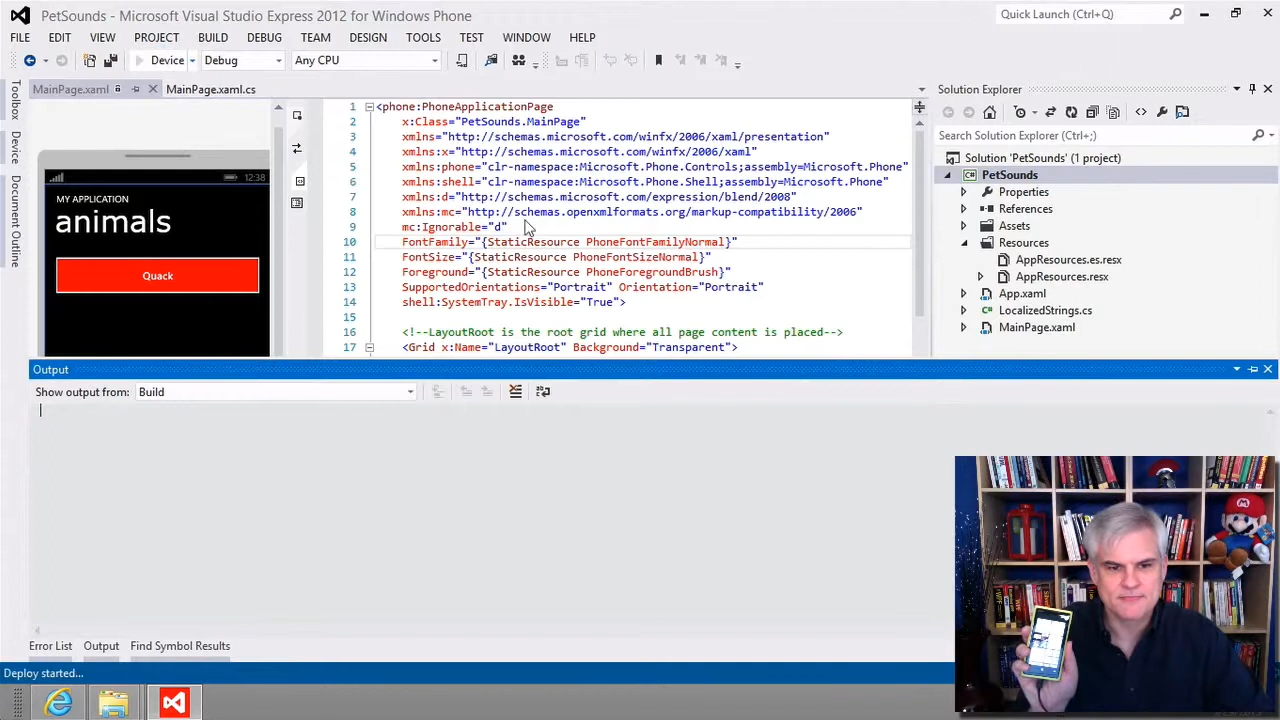 PetSounds - Microsoft Visual Studio Express 2012 for Windows Phone
Quick Launch (Ctrl+Q)
FILE EDIT VIEW PROJECT BUILD DEBUG TEAM DESIGN TOOLS TEST WINDOW HELP
Device Debug Any CPU
Toolbox
Device
Document Outline
MainPage.xaml MainPage.xaml.cs
12:38
MY APPLICATION
animals
Quack
1 <phone:PhoneApplicationPage
2 x:Class="PetSounds.MainPage"
3 xmlns="http://schemas.microsoft.com/winfx/2006/xaml/presentation"
4 xmlns:x="http://schemas.microsoft.com/winfx/2006/xaml"
5 xmlns:phone="clr-namespace:Microsoft.Phone.Controls;assembly=Microsoft.Phone"
6 xmlns:shell="clr-namespace:Microsoft.Phone.Shell;assembly=Microsoft.Phone"
7 xmlns:d="http://schemas.microsoft.com/expression/blend/2008"
8 xmlns:mc="http://schemas.openxmlformats.org/markup-compatibility/2006"
9 mc:Ignorable="d"
10 FontFamily="{StaticResource PhoneFontFamilyNormal}"
11 FontSize="{StaticResource PhoneFontSizeNormal}"
12 Foreground="{StaticResource PhoneForegroundBrush}"
13 SupportedOrientations="Portrait" Orientation="Portrait"
14 shell:SystemTray.IsVisible="True">
15
16 <!--LayoutRoot is the root grid where all page content is placed-->
17 <Grid x:Name="LayoutRoot" Background="Transparent">
Solution Explorer
Search Solution Explorer (Ctrl+;)
Solution 'PetSounds' (1 project)
PetSounds
Properties
References
Assets
Resources
AppResources.es.resx
AppResources.resx
App.xaml
LocalizedStrings.cs
MainPage.xaml
Output
Show output from: Build
Error List Output Find Symbol Results
Deploy started...